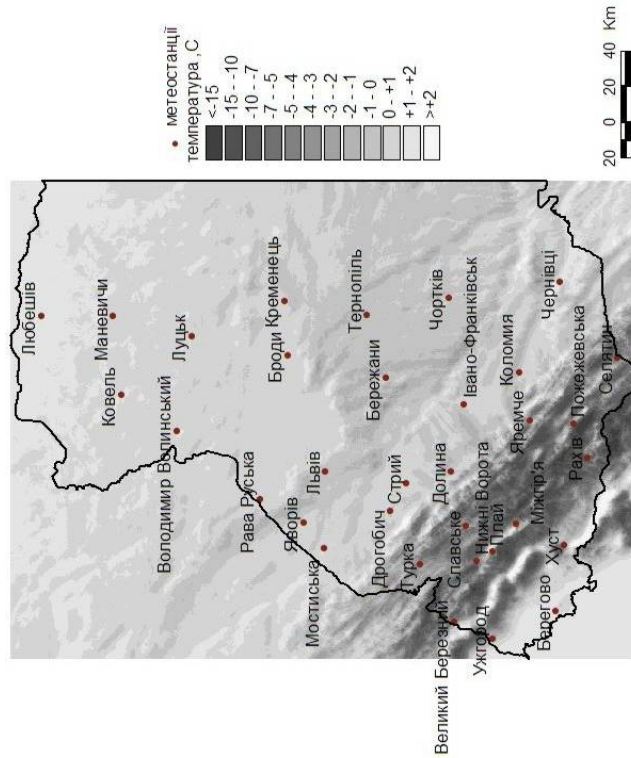 Любешів
Маневичи
Ковель
Луцьк
Володимир Волинський
Броди
Кременець
Рава Руська
Яворів
Львів
Мостиська
Тернопіль
Бережани
Дрогобич
Стрий
Турка
Чортків
Івано-Франківськ
Долина
Славське
Нижні Ворота
Плай
Великий Березний
Ужгород
Коломия
Яремче
Міжгір'я
Чернівці
Пожежевська
Рахів
Хуст
Берегово
Селятин
метеостанції
температура ,С
<-15
-15 - -10
-10 - -7
-7 - -5
-5 - -4
-4 - -3
-3 - -2
-2 - -1
-1 - 0
0 - +1
+1 - +2
>+2
20 0 20 40 Km